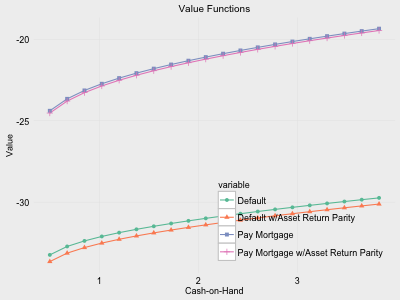 Value Functions
-20
-25
-30
Value
variable
Default
Default w/Asset Return Parity
Pay Mortgage
Pay Mortgage w/Asset Return Parity
1 2 3
Cash-on-Hand